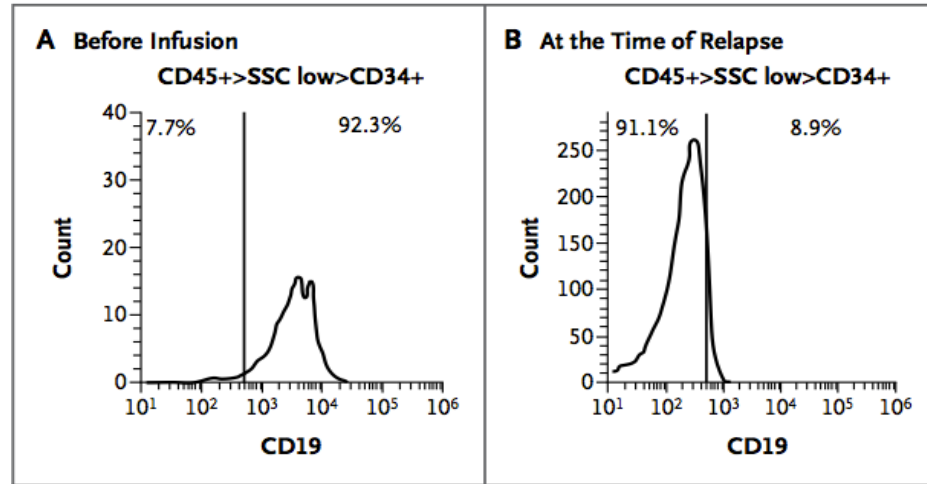 A Before Infusion
CD45+>SSC low>CD34+
7.7%
92.3%
40
30
20
10
0
Count
10¹ 10² 10³ 10⁴ 10⁵ 10⁶
CD19
B At the Time of Relapse
CD45+>SSC low>CD34+
91.1%
8.9%
250
200
150
100
50
0
Count
10¹ 10² 10³ 10⁴ 10⁵ 10⁶
CD19